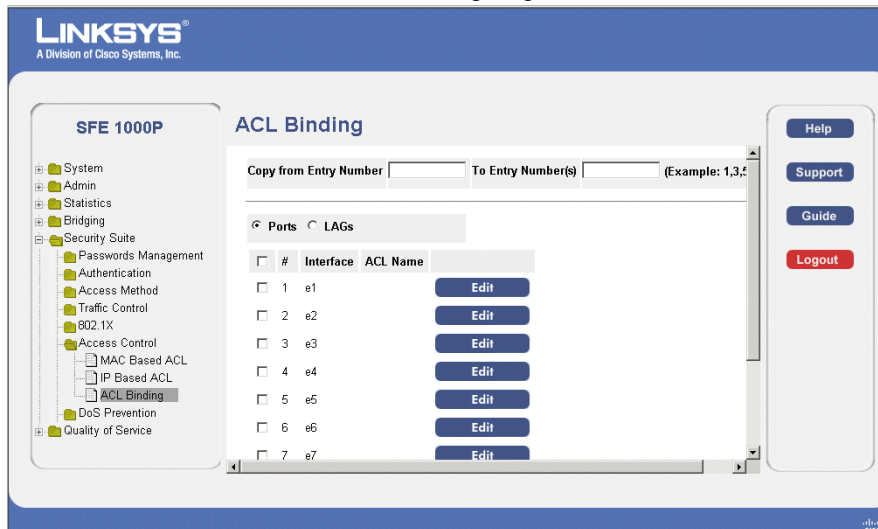 LINKSYS®
A Division of Cisco Systems, Inc.
SFE 1000P
System
Admin
Statistics
Bridging
Security Suite
Passwords Management
Authentication
Access Method
Traffic Control
802.1X
Access Control
MAC Based ACL
IP Based ACL
ACL Binding
DoS Prevention
Quality of Service
ACL Binding
Copy from Entry Number To Entry Number(s) (Example: 1,3,5
Ports LAGs
# Interface ACL Name
1 e1 Edit
2 e2 Edit
3 e3 Edit
4 e4 Edit
5 e5 Edit
6 e6 Edit
7 e7 Edit
Help
Support
Guide
Logout